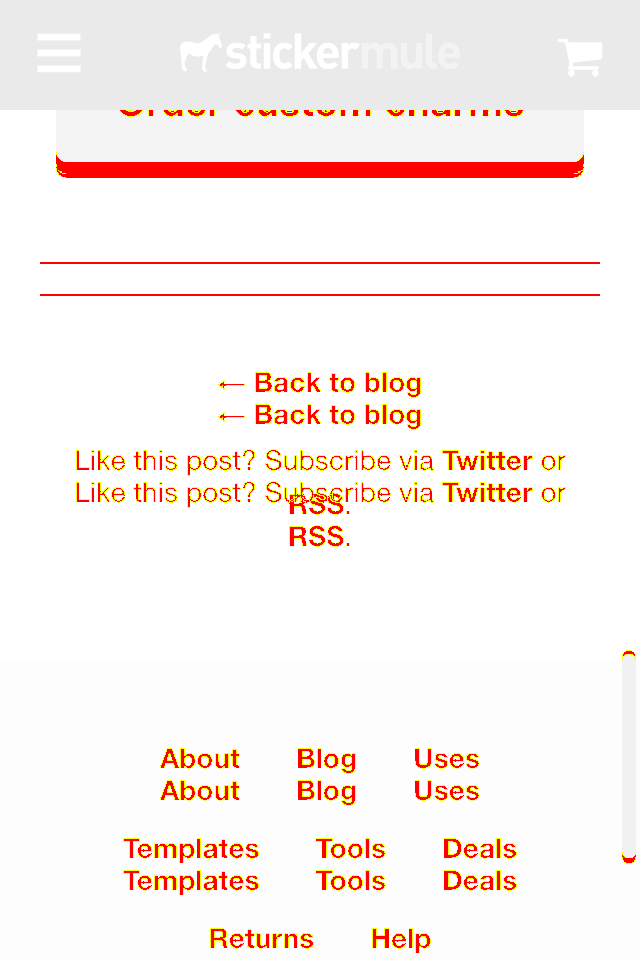 stickermule
Order custom charms
← Back to blog
← Back to blog
Like this post? Subscribe via Twitter or
Like this post? Subscribe via Twitter or
RSS.
RSS.
About Blog Uses
About Blog Uses
Templates Tools Deals
Templates Tools Deals
Returns Help